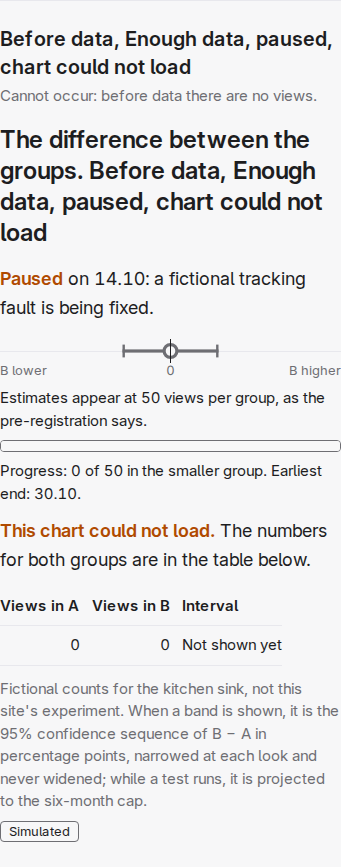 Before data, Enough data, paused,
chart could not load
Cannot occur: before data there are no views.
The difference between the
groups. Before data, Enough
data, paused, chart could not
load
Paused on 14.10: a fictional tracking
fault is being fixed.
B lower 0 B higher
Estimates appear at 50 views per group, as the
pre-registration says.
Progress: 0 of 50 in the smaller group. Earliest
end: 30.10.
This chart could not load. The numbers
for both groups are in the table below.
Views in A Views in B Interval
0 0 Not shown yet
Fictional counts for the kitchen sink, not this
site's experiment. When a band is shown, it is the
95% confidence sequence of B − A in
percentage points, narrowed at each look and
never widened; while a test runs, it is projected
to the six-month cap.
Simulated